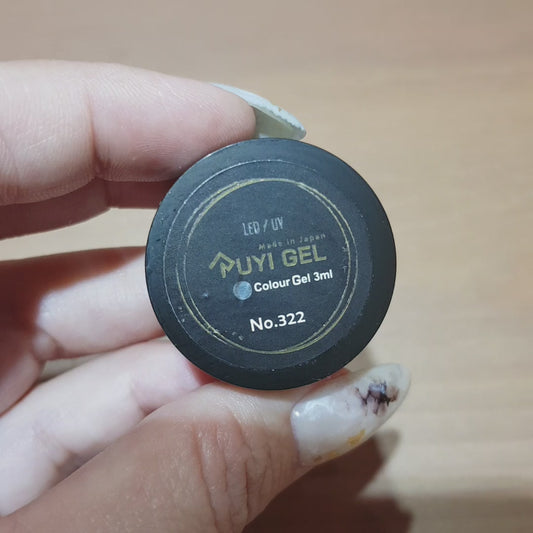 LED / UV
Made in Japan
PUYI GEL
Colour Gel 3ml
No.322